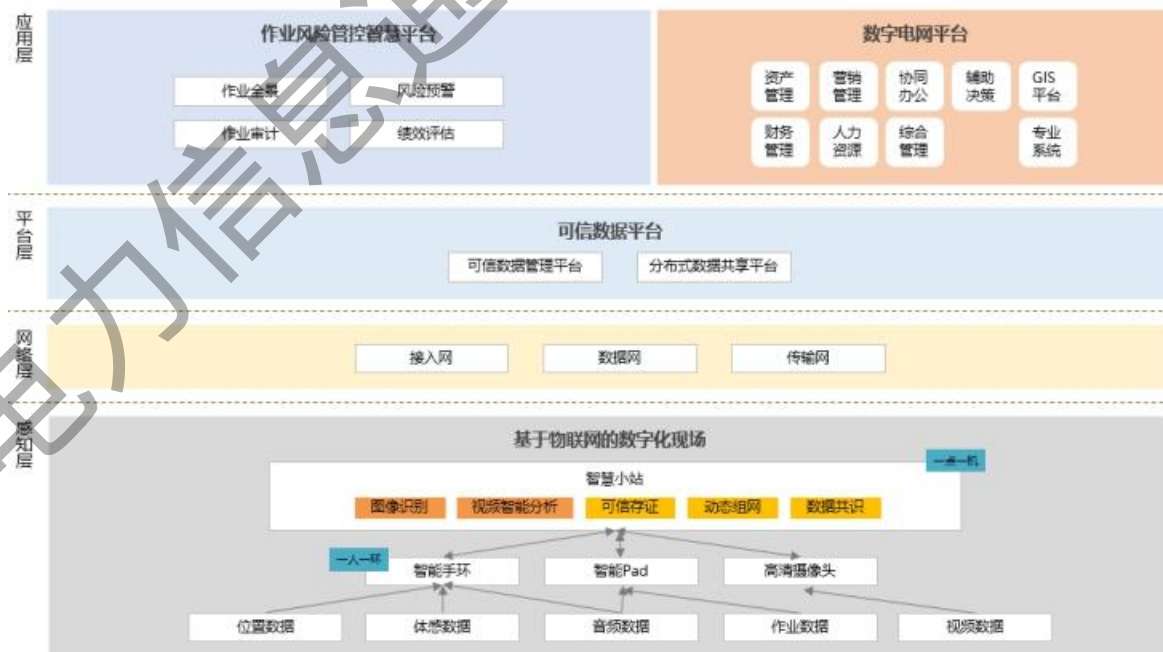 应用层
作业风险管控智慧平台
作业全景
风险预警
作业审计
绩效评估
数字电网平台
资产
管理
营销
管理
协同
办公
辅助
决策
GIS
平台
财务
管理
人力
资源
综合
管理
专业
系统
平台层
可信数据平台
可信数据管理平台
分布式数据共享平台
网络层
接入网
数据网
传输网
感知层
基于物联网的数字化现场
一点一机
智慧小站
图像识别
视频智能分析
可信存证
动态组网
数据共识
一人一环
智能手环
智能Pad
高清摄像头
位置数据
体感数据
音频数据
作业数据
视频数据
电力信息通